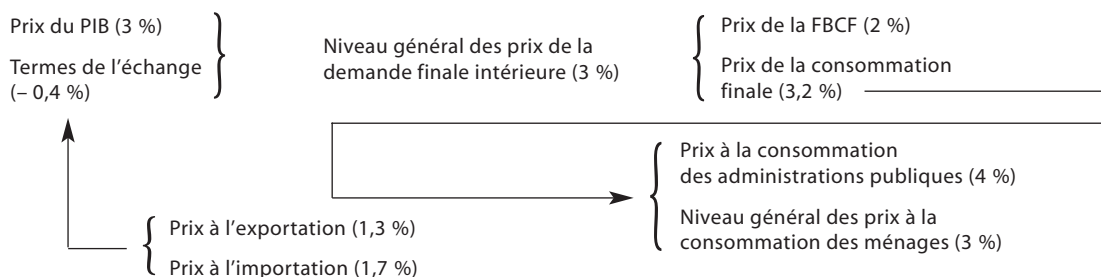 Prix du PIB (3 %)
Termes de l’échange
(– 0,4 %)
Niveau général des prix de la
demande finale intérieure (3 %)
Prix de la FBCF (2 %)
Prix de la consommation
finale (3,2 %)
Prix à la consommation
des administrations publiques (4 %)
Niveau général des prix à la
consommation des ménages (3 %)
Prix à l’exportation (1,3 %)
Prix à l’importation (1,7 %)